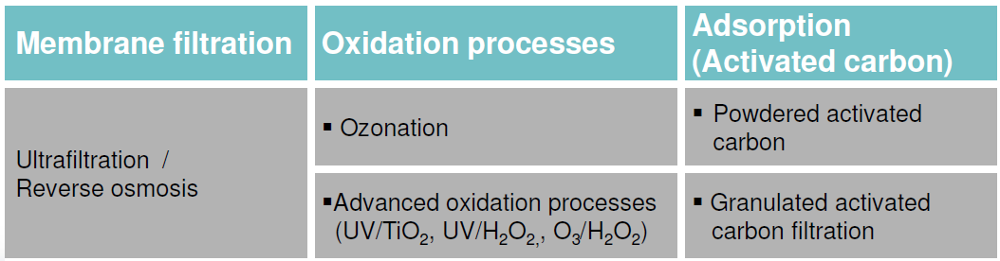 Membrane filtration
Oxidation processes
Adsorption
(Activated carbon)
Ultrafiltration /
Reverse osmosis
▪ Ozonation
▪ Powdered activated
carbon
▪Advanced oxidation processes
(UV/TiO₂, UV/H₂O₂,, O₃/H₂O₂)
▪ Granulated activated
carbon filtration